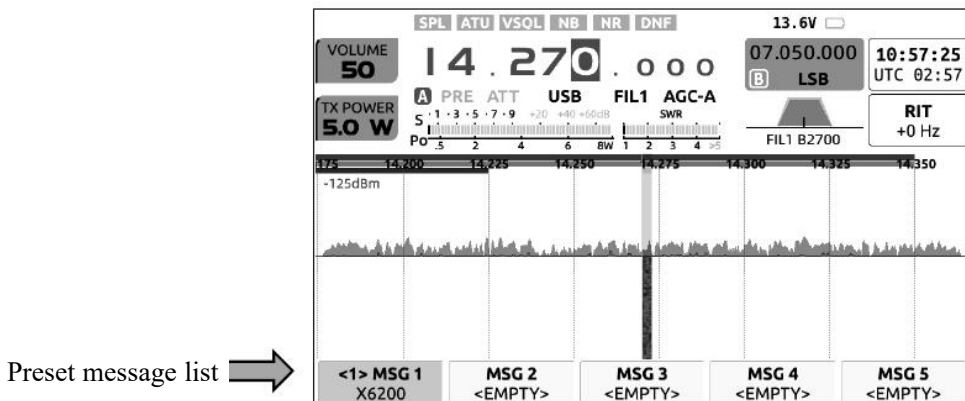 SPL ATU VSQL NB NR DNF 13.6V
VOLUME
50
14.270.000
07.050.000
B LSB
10:57:25
UTC 02:57
A PRE ATT USB FIL1 AGC-A
TX POWER
5.0 W
S 1 3 5 7 9 +20 +40 +60dB SWR
Po .5 2 4 6 8W 1 2 3 4 >5
FIL1 B2700
RIT
+0 Hz
175 14.200 14.225 14.250 14.275 14.300 14.325 14.350
-125dBm
Preset message list
<1> MSG 1 MSG 2 MSG 3 MSG 4 MSG 5
X6200 <EMPTY> <EMPTY> <EMPTY> <EMPTY>